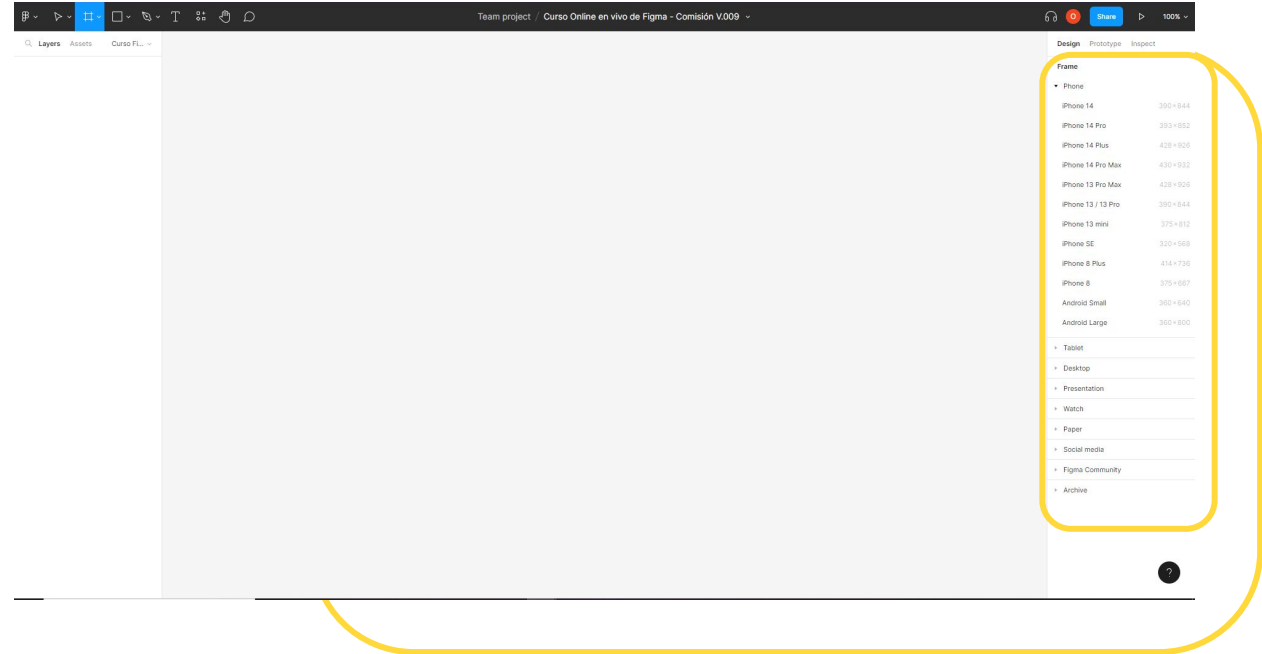 Team project / Curso Online en vivo de Figma - Comisión V.009
O
Share
100%
Layers Assets Curso Fi...
Design Prototype Inspect
Frame
Phone
iPhone 14 390×844
iPhone 14 Pro 393×852
iPhone 14 Plus 428×926
iPhone 14 Pro Max 430×932
iPhone 13 Pro Max 428×926
iPhone 13 / 13 Pro 390×844
iPhone 13 mini 375×812
iPhone SE 320×568
iPhone 8 Plus 414×736
iPhone 8 375×667
Android Small 360×640
Android Large 360×800
Tablet
Desktop
Presentation
Watch
Paper
Social media
Figma Community
Archive
?